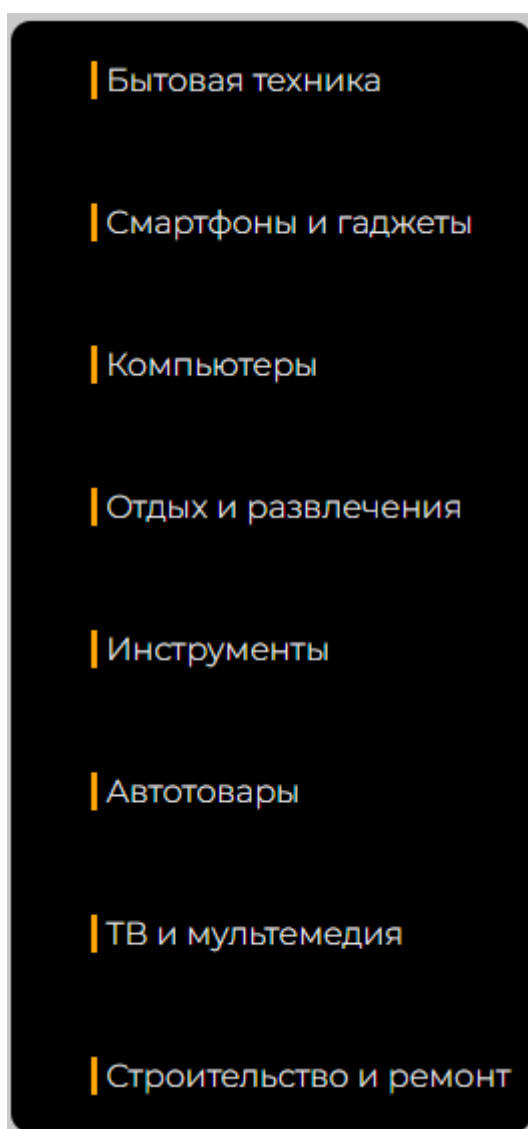 Бытовая техника
Смартфоны и гаджеты
Компьютеры
Отдых и развлечения
Инструменты
Автотовары
ТВ и мультемедия
Строительство и ремонт